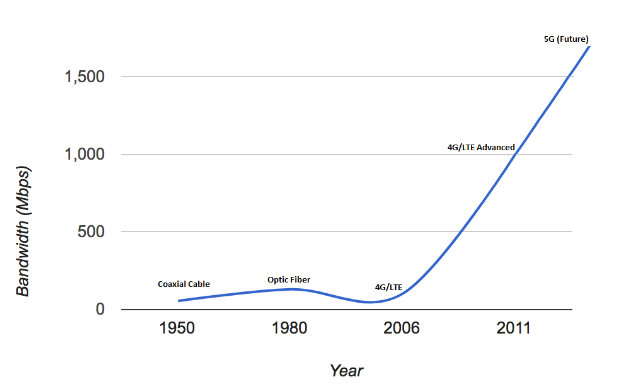 5G (Future)
1,500
4G/LTE Advanced
1,000
500
Coaxial Cable
Optic Fiber
4G/LTE
0
1950
1980
2006
2011
Bandwidth (Mbps)
Year